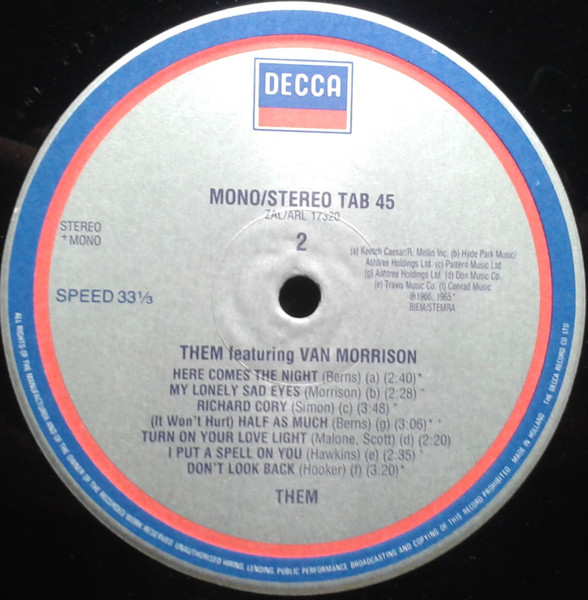 DECCA
MONO/STEREO TAB 45
ZAL/ARL 17320
2
STEREO
+MONO
SPEED 33⅓
(a) Keisch Caesar/R. Mellin Inc. (b) Hyde Park Music/
Ashtree Holdings Ltd. (c) Pattern Music Ltd
(g) Ashtree Holdings Ltd. (d) Don Music Co.
(e) Travis Music Co. (f) Conrad Music
℗1966, 1965*
BIEM/STEMRA
THEM featuring VAN MORRISON
HERE COMES THE NIGHT (Berns) (a) (2:40)*
MY LONELY SAD EYES (Morrison) (b) (2:28)
RICHARD CORY (Simon) (c) (3:48)*
(It Won't Hurt) HALF AS MUCH (Berns) (g) (3:06)*
TURN ON YOUR LOVE LIGHT (Malone, Scott) (d) (2:20)
I PUT A SPELL ON YOU (Hawkins) (e) (2:35)*
DON'T LOOK BACK (Hooker) (f) (3.20)*
THEM
ALL RIGHTS OF THE MANUFACTURER AND OF THE OWNER OF THE RECORDED WORK RESERVED. UNAUTHORISED HIRING, LENDING, PUBLIC PERFORMANCE, BROADCASTING AND COPYING OF THIS RECORD PROHIBITED. MADE IN HOLLAND. THE DECCA RECORD CO LTD